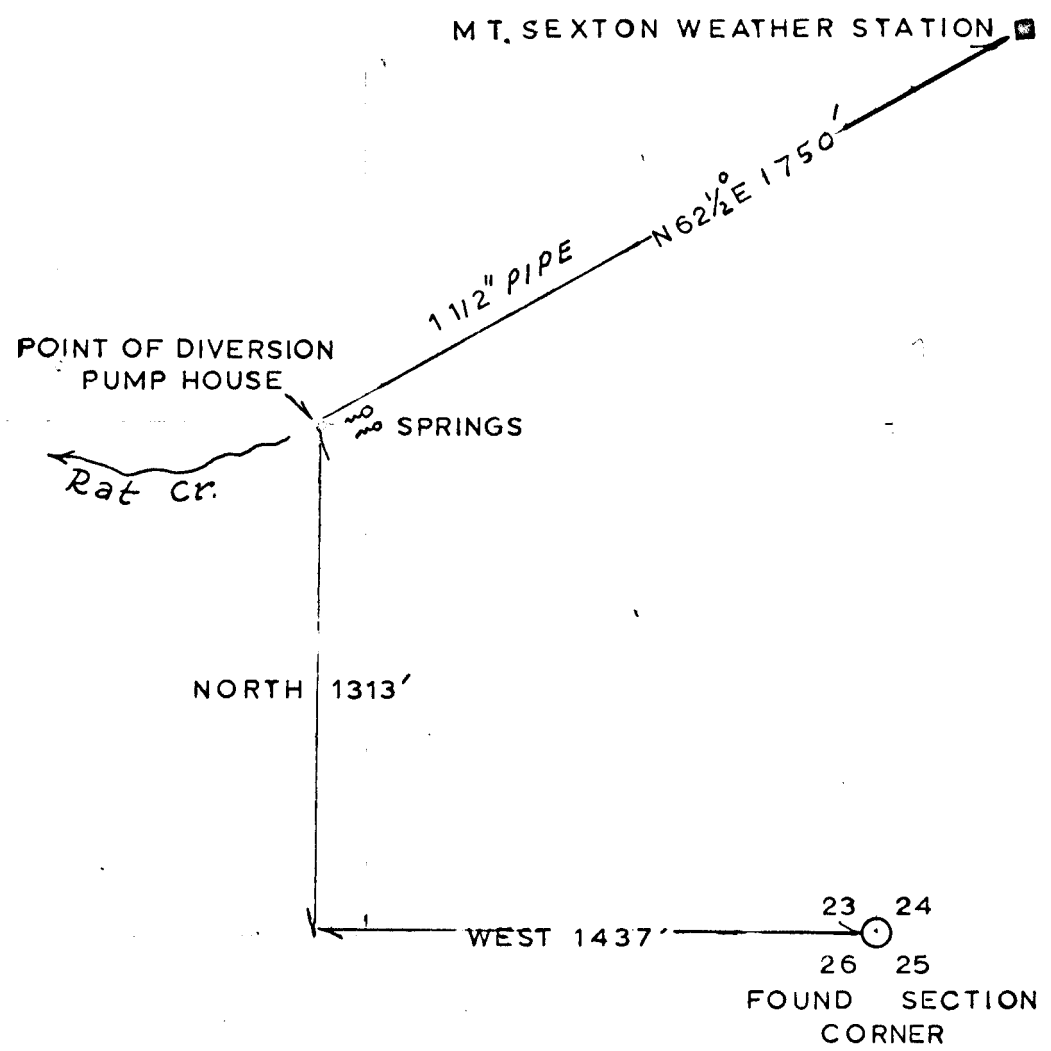 MT. SEXTON WEATHER STATION
N 62½° E 1750'
1 1/2" PIPE
POINT OF DIVERSION
PUMP HOUSE
SPRINGS
Rat Cr.
NORTH 1313'
WEST 1437'
23 24
26 25
FOUND SECTION
CORNER